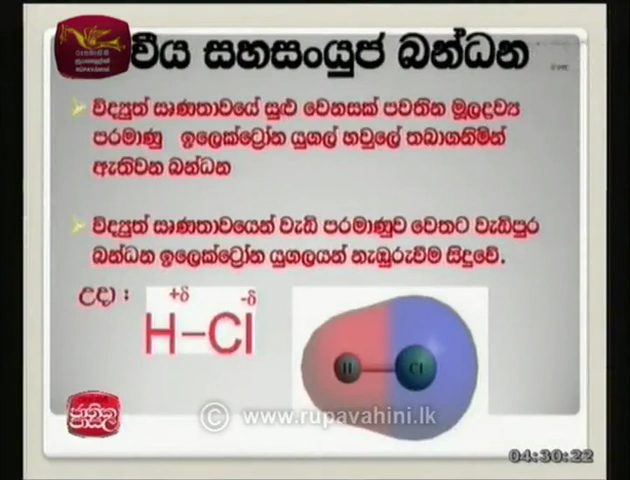 වීය සහසංයුජ බන්ධන
විද්‍යුත් සෘණතාවයේ සුළු වෙනසක් පවතින මූලද්‍රව්‍ය
පරමාණු ඉලෙක්ට්‍රෝන යුගල් හවුලේ තබාගනිමින්
ඇතිවන බන්ධන
විද්‍යුත් සෘණතාවයෙන් වැඩි පරමාණුව වෙතට වැඩිපුර
බන්ධන ඉලෙක්ට්‍රෝන යුගලයන් නැඹුරුවීම සිදුවේ.
උදා :
+δ -δ
H–Cl
H Cl
ජාතික
පාසල
© www.rupavahini.lk
04:30:22